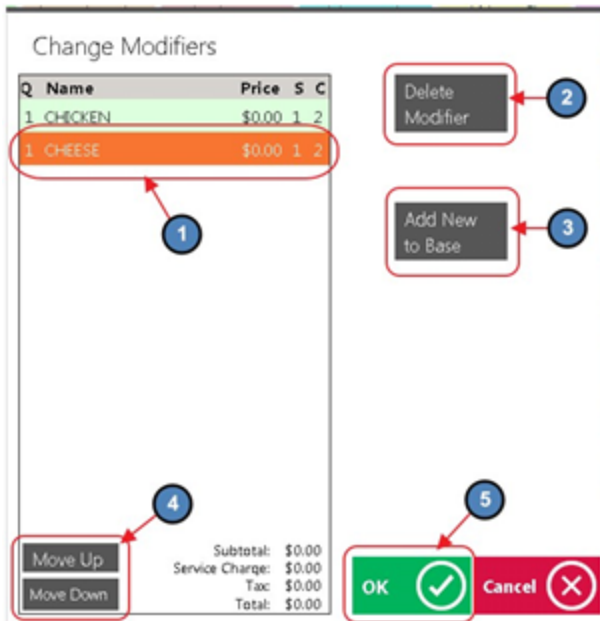 Change Modifiers
Q Name Price S C
1 CHICKEN $0.00 1 2
1 CHEESE $0.00 1 2
1
Delete
Modifier
2
Add New
to Base
3
4
5
Move Up
Move Down
Subtotal: $0.00
Service Charge: $0.00
Tax: $0.00
Total: $0.00
OK
Cancel